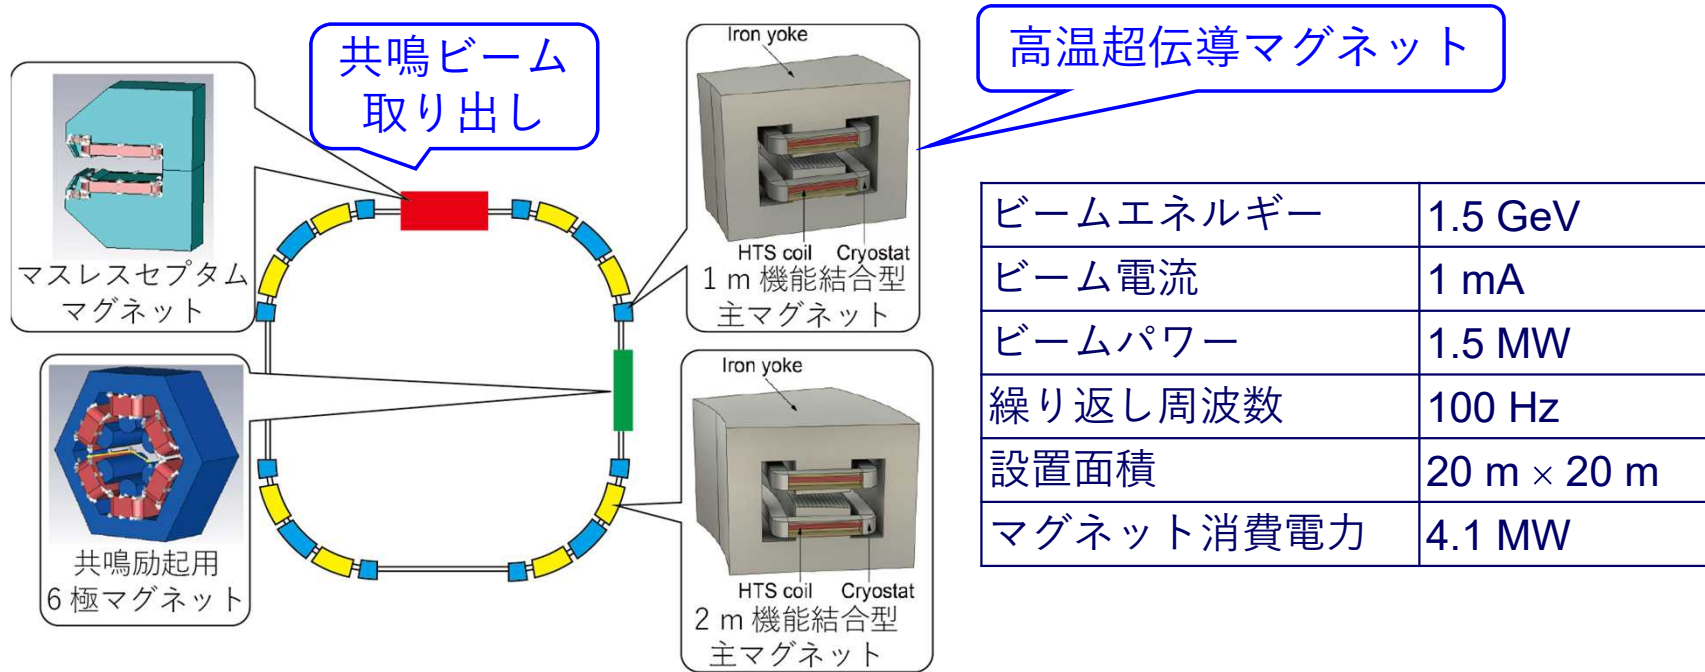 共鳴ビーム
取り出し
高温超伝導マグネット
マスレスセプタム
マグネット
Iron yoke
HTS coil Cryostat
1 m 機能結合型
主マグネット
共鳴励起用
6 極マグネット
Iron yoke
HTS coil Cryostat
2 m 機能結合型
主マグネット
ビームエネルギー 1.5 GeV
ビーム電流 1 mA
ビームパワー 1.5 MW
繰り返し周波数 100 Hz
設置面積 20 m × 20 m
マグネット消費電力 4.1 MW